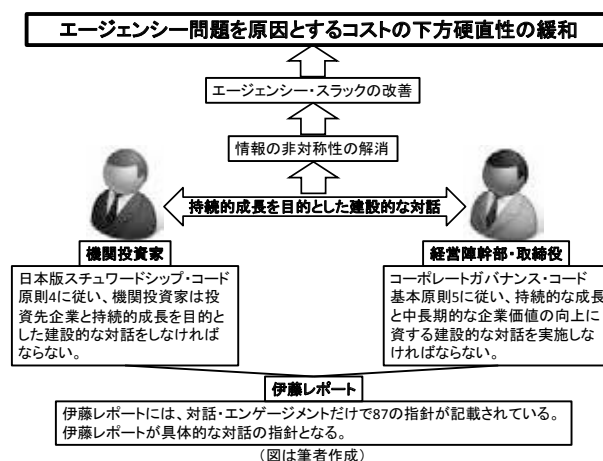 エージェンシー問題を原因とするコストの下方硬直性の緩和
エージェンシー・スラックの改善
情報の非対称性の解消
持続的成長を目的とした建設的な対話
機関投資家
日本版スチュワードシップ・コード
原則4に従い、機関投資家は投
資先企業と持続的成長を目的と
した建設的な対話をしなければ
ならない。
経営陣幹部・取締役
コーポレートガバナンス・コード
基本原則5に従い、持続的な成長
と中長期的な企業価値の向上に
資する建設的な対話を実施しな
ければならない。
伊藤レポート
伊藤レポートには、対話・エンゲージメントだけで87の指針が記載されている。
伊藤レポートが具体的な対話の指針となる。
(図は筆者作成)